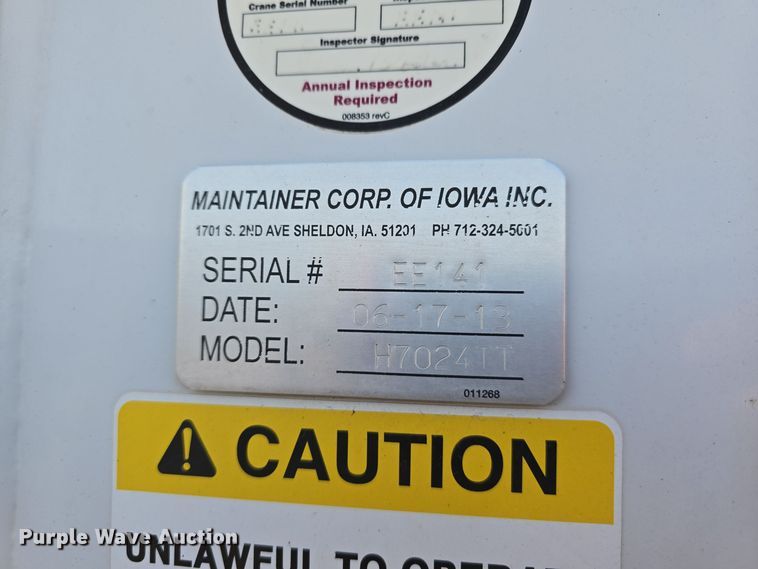 Crane Serial Number
Inspector Signature
Annual Inspection
Required
008353 revC
MAINTAINER CORP. OF IOWA INC.
1701 S. 2ND AVE SHELDON, IA. 51201 PH 712-324-5001
SERIAL # EE141
DATE: 06-17-13
MODEL: H7024TT
011268
CAUTION
UNLAWFUL TO
Purple Wave Auction